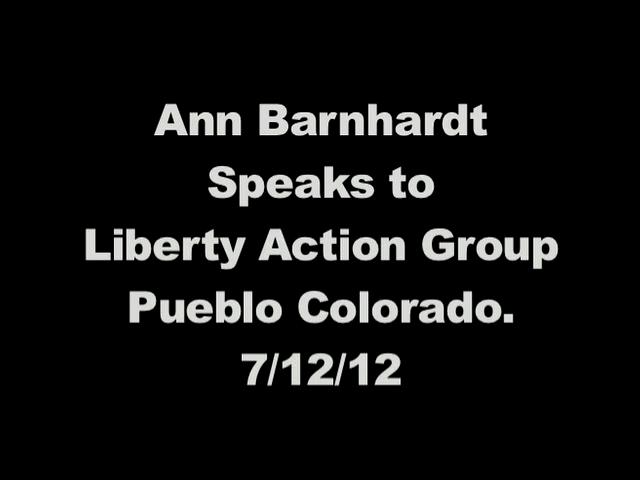 Ann Barnhardt
Speaks to
Liberty Action Group
Pueblo Colorado.
7/12/12